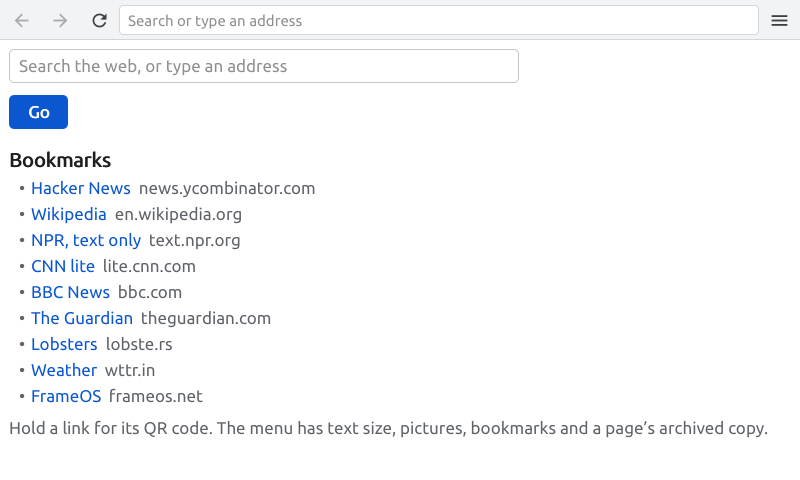 Search or type an address
Search the web, or type an address
Go
Bookmarks
• Hacker News news.ycombinator.com
• Wikipedia en.wikipedia.org
• NPR, text only text.npr.org
• CNN lite lite.cnn.com
• BBC News bbc.com
• The Guardian theguardian.com
• Lobsters lobste.rs
• Weather wttr.in
• FrameOS frameos.net
Hold a link for its QR code. The menu has text size, pictures, bookmarks and a page’s archived copy.